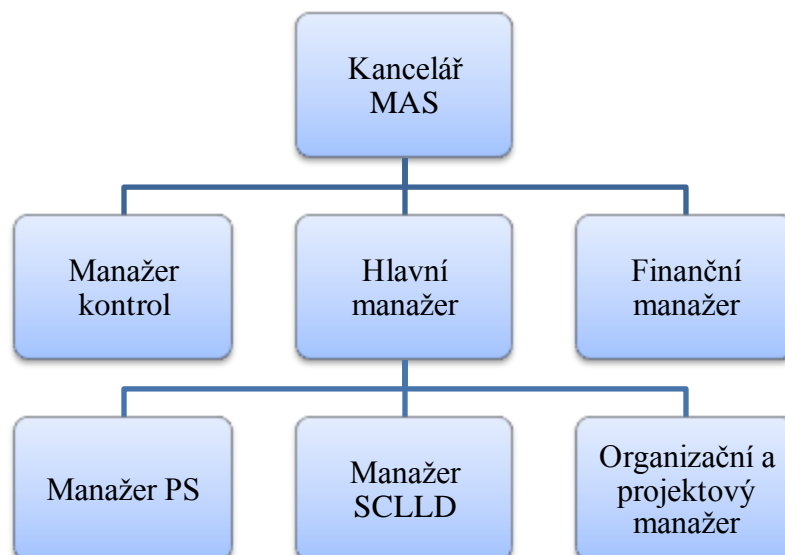 Kancelář
MAS
Manažer
kontrol
Hlavní
manažer
Finanční
manažer
Manažer PS
Manažer
SCLLD
Organizační a
projektový
manažer